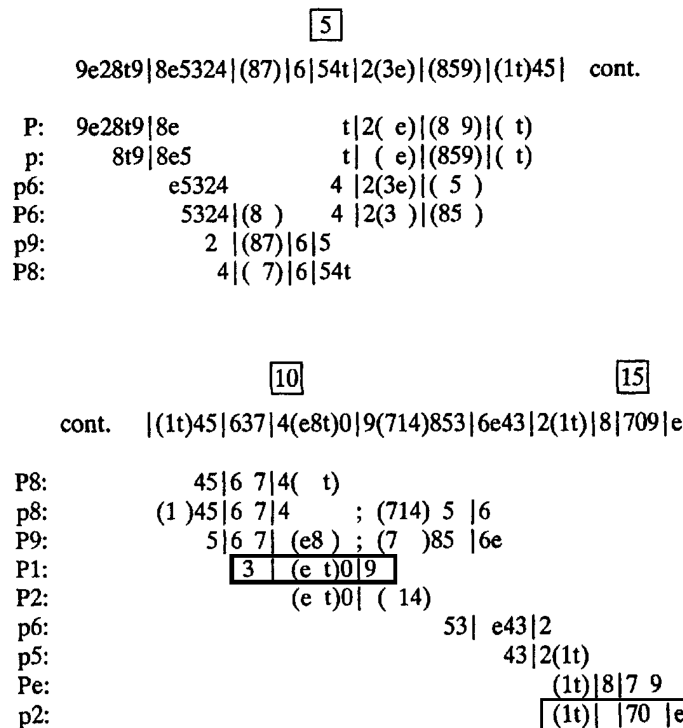 5
9e28t9|8e5324|(87)|6|54t|2(3e)|(859)|(1t)45| cont.
P: 9e28t9|8e t|2( e)|(8 9)|( t)
p: 8t9|8e5 t| ( e)|(859)|( t)
p6: e5324 4 |2(3e)|( 5 )
P6: 5324|(8 ) 4 |2(3 )|(85 )
p9: 2 |(87)|6|5
P8: 4|( 7)|6|54t
10 15
cont. |(1t)45|637|4(e8t)0|9(714)853|6e43|2(1t)|8|709|e
P8: 45|6 7|4( t)
p8: (1 )45|6 7|4 ; (714) 5 |6
P9: 5|6 7| (e8 ) ; (7 )85 |6e
P1: 3 | (e t)0|9
P2: (e t)0| ( 14)
p6: 53| e43|2
p5: 43|2(1t)
Pe: (1t)|8|7 9
p2: (1t)| |70 |e